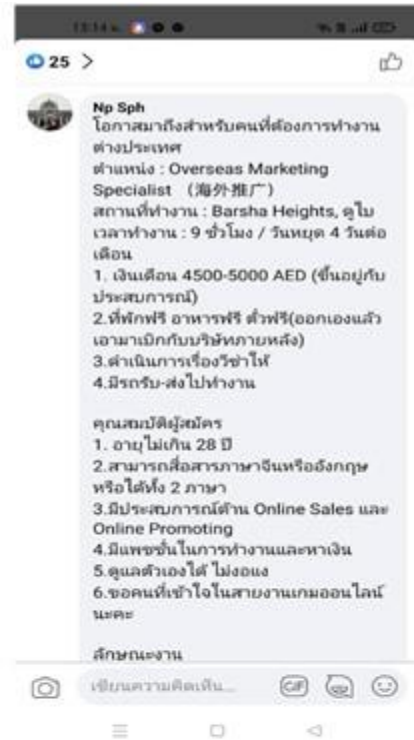 25 >
Np Sph
โอกาสมาถึงสำหรับคนที่ต้องการทำงาน
ต่างประเทศ
ตำแหน่ง : Overseas Marketing
Specialist （海外推广）
สถานที่ทำงาน : Barsha Heights, ดูไบ
เวลาทำงาน : 9 ชั่วโมง / วันหยุด 4 วันต่อ
เดือน
1. เงินเดือน 4500-5000 AED (ขึ้นอยู่กับ
ประสบการณ์)
2.ที่พักฟรี อาหารฟรี ตั๋วฟรี(ออกเองแล้ว
เอามาเบิกกับบริษัทภายหลัง)
3.ดำเนินการเรื่องวีซ่าให้
4.มีรถรับ-ส่งไปทำงาน
คุณสมบัติผู้สมัคร
1. อายุไม่เกิน 28 ปี
2.สามารถสื่อสารภาษาจีนหรืออังกฤษ
หรือได้ทั้ง 2 ภาษา
3.มีประสบการณ์ด้าน Online Sales และ
Online Promoting
4.มีแพชชั่นในการทำงานและหาเงิน
5.ดูแลตัวเองได้ ไม่งอแง
6.ขอคนที่เข้าใจในสายงานเกมออนไลน์
นะคะ
ลักษณะงาน
เขียนความคิดเห็น...
GIF